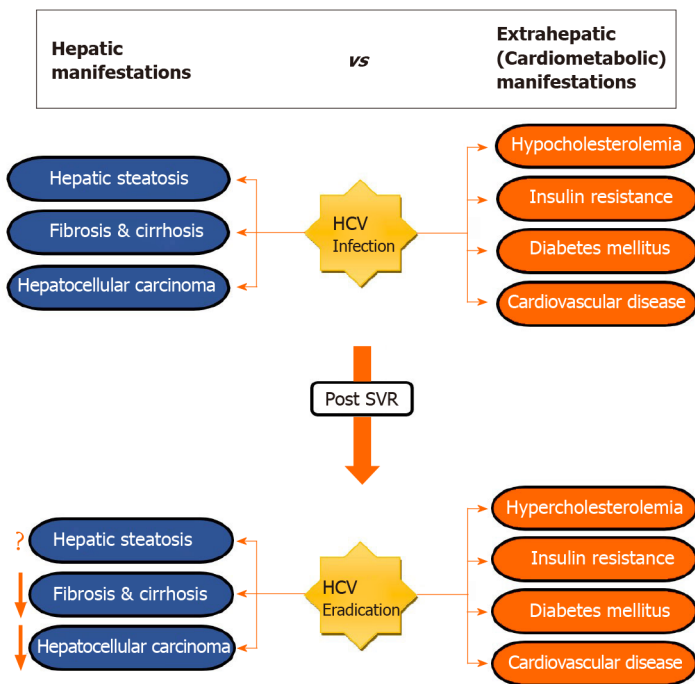 Hepatic
manifestations
vs
Extrahepatic
(Cardiometabolic)
manifestations
Hepatic steatosis
Fibrosis & cirrhosis
Hepatocellular carcinoma
HCV
Infection
Hypocholesterolemia
Insulin resistance
Diabetes mellitus
Cardiovascular disease
Post SVR
?
Hepatic steatosis
Fibrosis & cirrhosis
Hepatocellular carcinoma
HCV
Eradication
Hypercholesterolemia
Insulin resistance
Diabetes mellitus
Cardiovascular disease